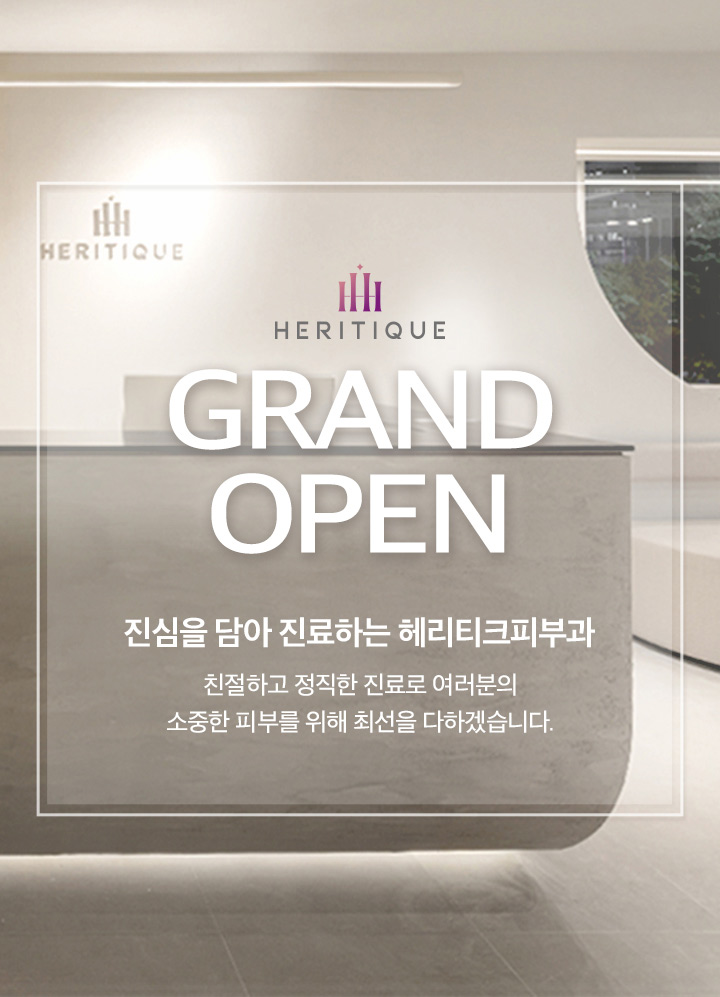 HERITIQUE
HERITIQUE
GRAND
OPEN
진심을 담아 진료하는 헤리티크피부과
친절하고 정직한 진료로 여러분의
소중한 피부를 위해 최선을 다하겠습니다.